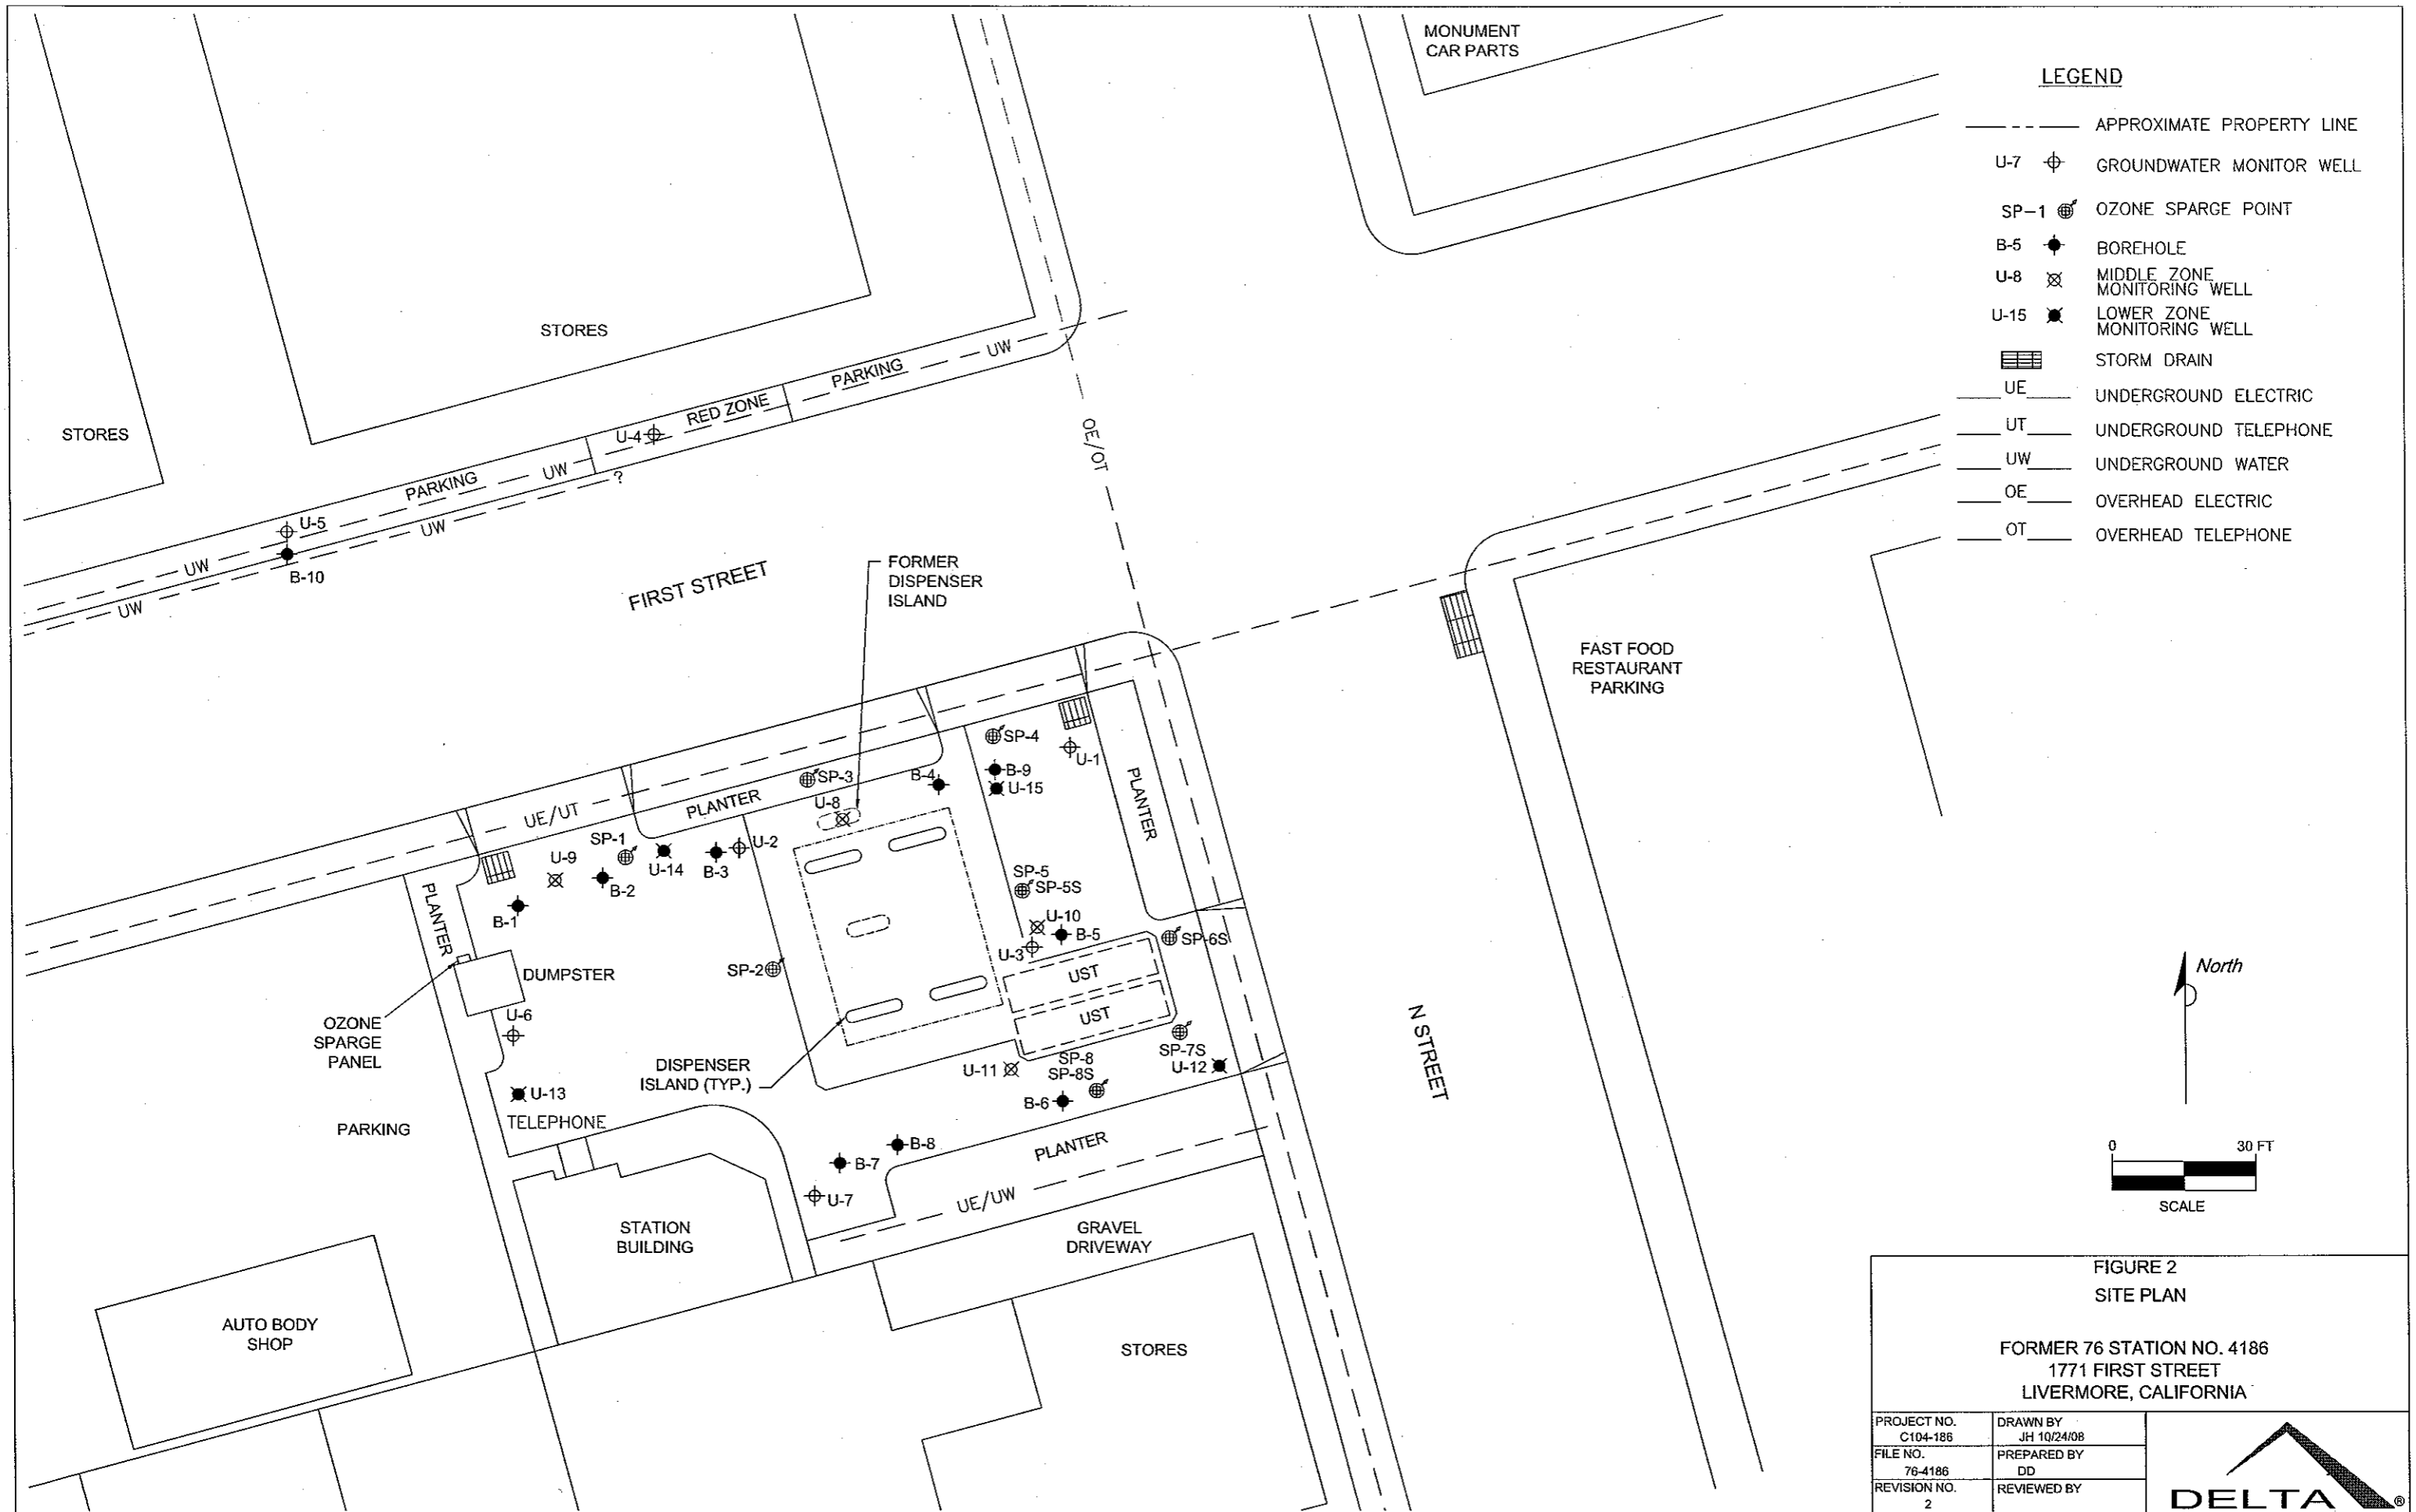 MONUMENT
CAR PARTS
LEGEND
APPROXIMATE PROPERTY LINE
U-7 GROUNDWATER MONITOR WELL
SP-1 OZONE SPARGE POINT
B-5 BOREHOLE
U-8 MIDDLE ZONE
MONITORING WELL
U-15 LOWER ZONE
MONITORING WELL
STORM DRAIN
UE UNDERGROUND ELECTRIC
UT UNDERGROUND TELEPHONE
UW UNDERGROUND WATER
OE OVERHEAD ELECTRIC
OT OVERHEAD TELEPHONE
STORES
STORES
PARKING
UW
RED ZONE
U-4
PARKING
UW
UW
?
OE/OT
U-5
UW
UW
B-10
UW
FIRST STREET
FORMER
DISPENSER
ISLAND
FAST FOOD
RESTAURANT
PARKING
SP-4
U-1
SP-3
B-4
B-9
U-15
U-8
PLANTER
PLANTER
UE/UT
SP-1
U-9
U-14
B-3
U-2
B-2
B-1
PLANTER
SP-5
SP-5S
U-10
B-5
U-3
SP-6S
SP-2
UST
UST
DUMPSTER
OZONE
SPARGE
PANEL
U-6
U-13
TELEPHONE
PARKING
DISPENSER
ISLAND (TYP.)
U-11
SP-8
SP-8S
SP-7S
U-12
B-6
B-8
B-7
U-7
PLANTER
UE/UW
N STREET
STATION
BUILDING
GRAVEL
DRIVEWAY
AUTO BODY
SHOP
STORES
North
0 30 FT
SCALE
FIGURE 2
SITE PLAN
FORMER 76 STATION NO. 4186
1771 FIRST STREET
LIVERMORE, CALIFORNIA
PROJECT NO.
C104-186
DRAWN BY
JH 10/24/08
FILE NO.
76-4186
PREPARED BY
DD
REVISION NO.
2
REVIEWED BY
DELTA ®